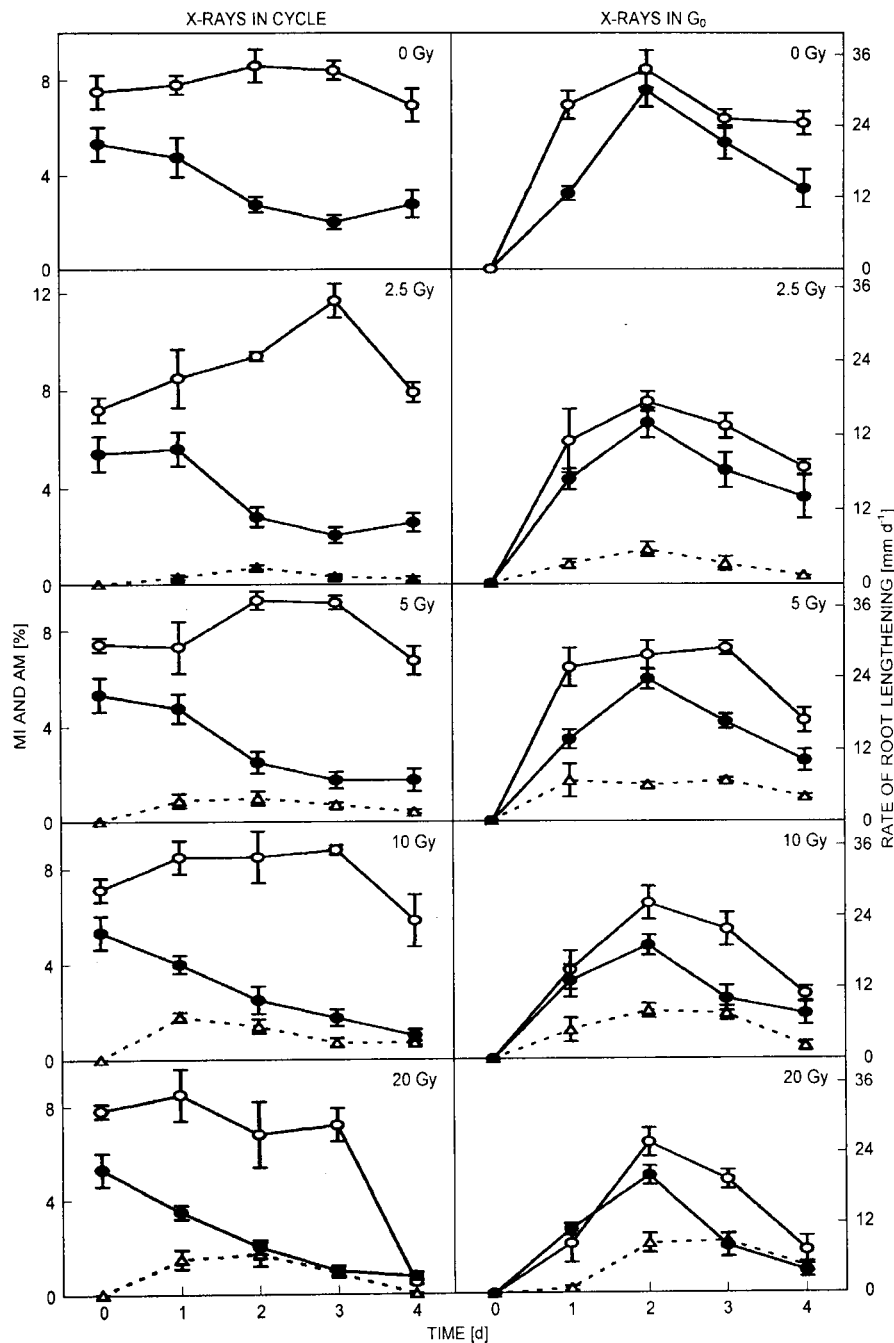 X-RAYS IN CYCLE
X-RAYS IN G₀
0 Gy
0 Gy
8
4
0
36
24
12
0
2.5 Gy
2.5 Gy
12
8
4
0
36
24
12
12
0
5 Gy
5 Gy
8
4
0
36
24
12
0
10 Gy
10 Gy
8
4
0
36
24
12
0
20 Gy
20 Gy
8
4
0
36
24
12
0
0 1 2 3 4
0 1 2 3 4
TIME [d]
MI AND AM [%]
RATE OF ROOT LENGTHENING [mm d⁻¹]